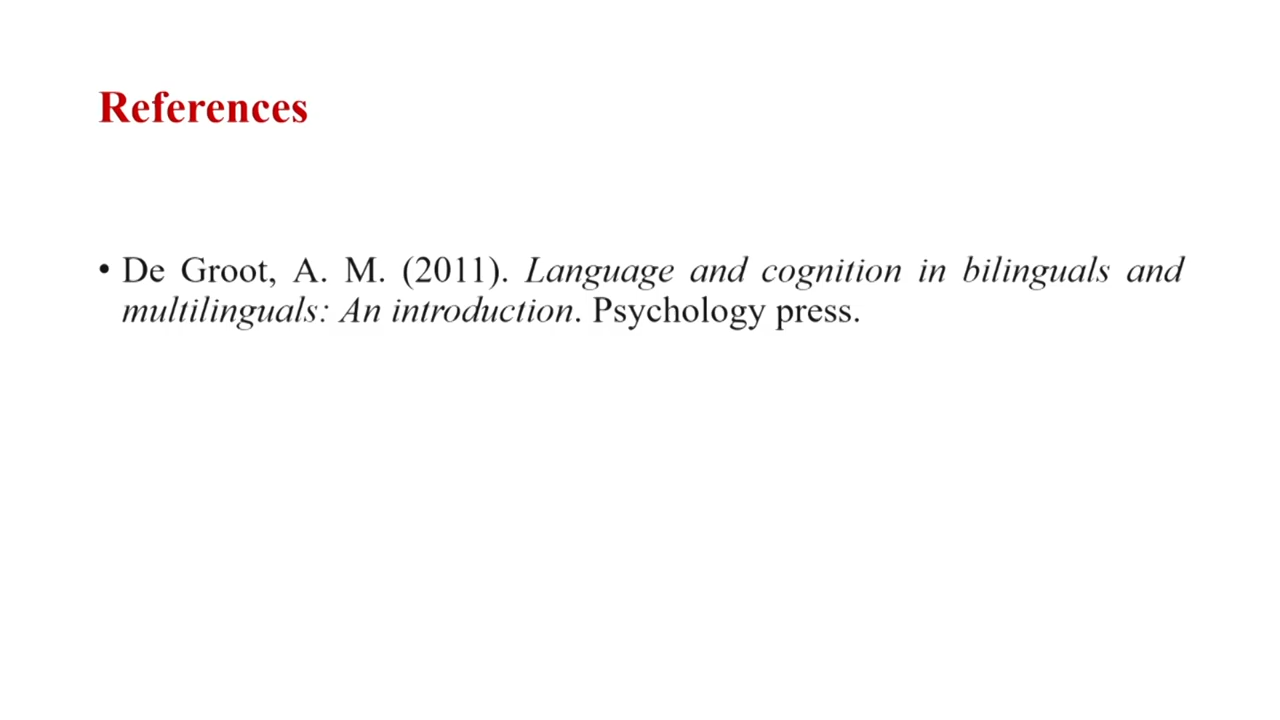 References
• De Groot, A. M. (2011). Language and cognition in bilinguals and
multilinguals: An introduction. Psychology press.